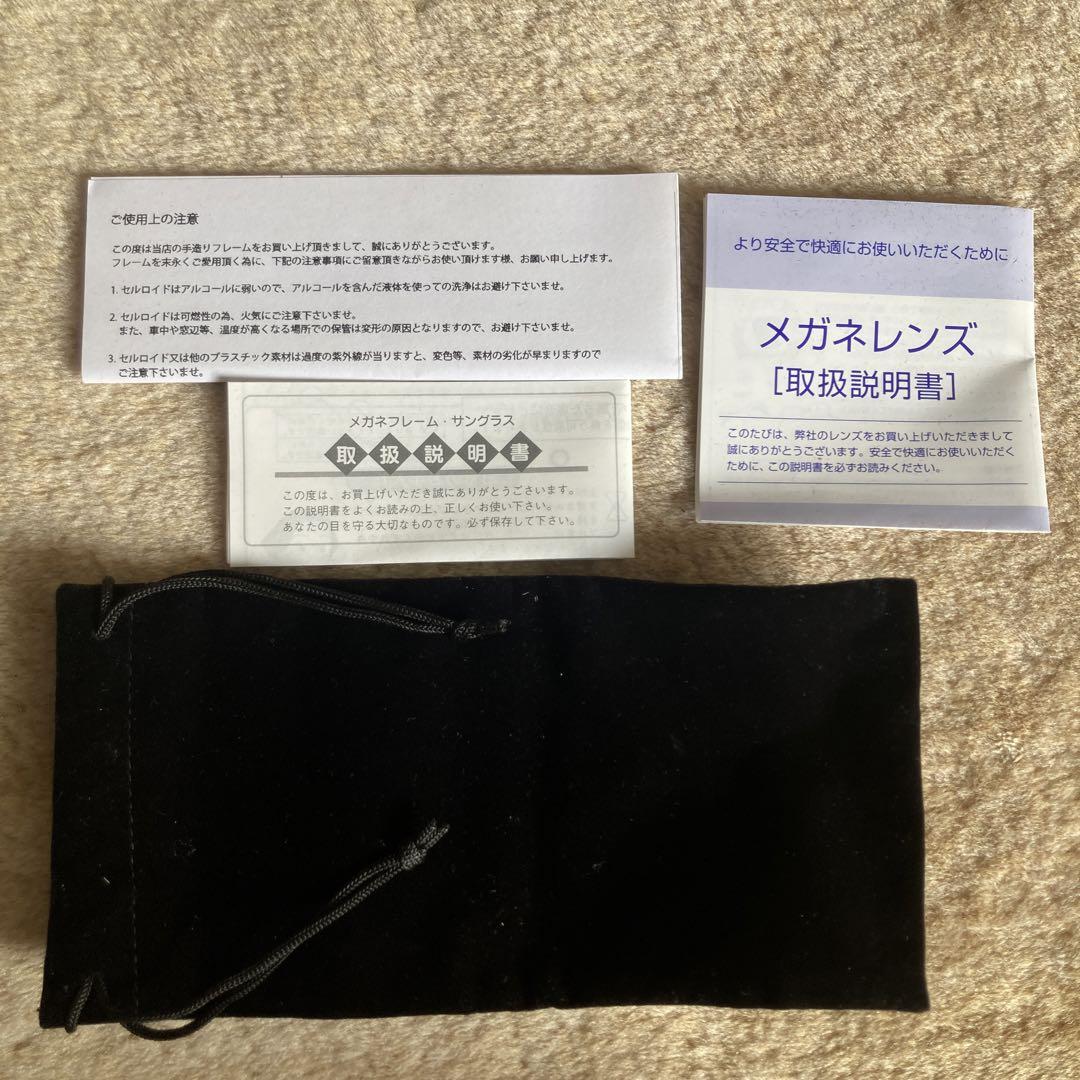 ご使用上の注意
この度は当店の手造りフレームをお買い上げ頂きまして、誠にありがとうございます。
フレームを末永くご愛用頂く為に、下記の注意事項にご留意頂きながらお使い頂けます様、お願い申し上げます。
1. セルロイドはアルコールに弱いので、アルコールを含んだ液体を使っての洗浄はお避け下さいませ。
2. セルロイドは可燃性の為、火気にご注意下さいませ。
また、車中や窓辺等、温度が高くなる場所での保管は変形の原因となりますので、お避け下さいませ。
3. セルロイド又は他のプラスチック素材は過度の紫外線が当りますと、変色等、素材の劣化が早まりますので
ご注意下さいませ。
メガネフレーム・サングラス
取扱説明書
この度は、お買上げいただき誠にありがとうございます。
この説明書をよくお読みの上、正しくお使い下さい。
あなたの目を守る大切なものです。必ず保存して下さい。
より安全で快適にお使いいただくために
メガネレンズ
[取扱説明書]
このたびは、弊社のレンズをお買い上げいただきまして
誠にありがとうございます。安全で快適にお使いいただく
ために、この説明書を必ずお読みください。